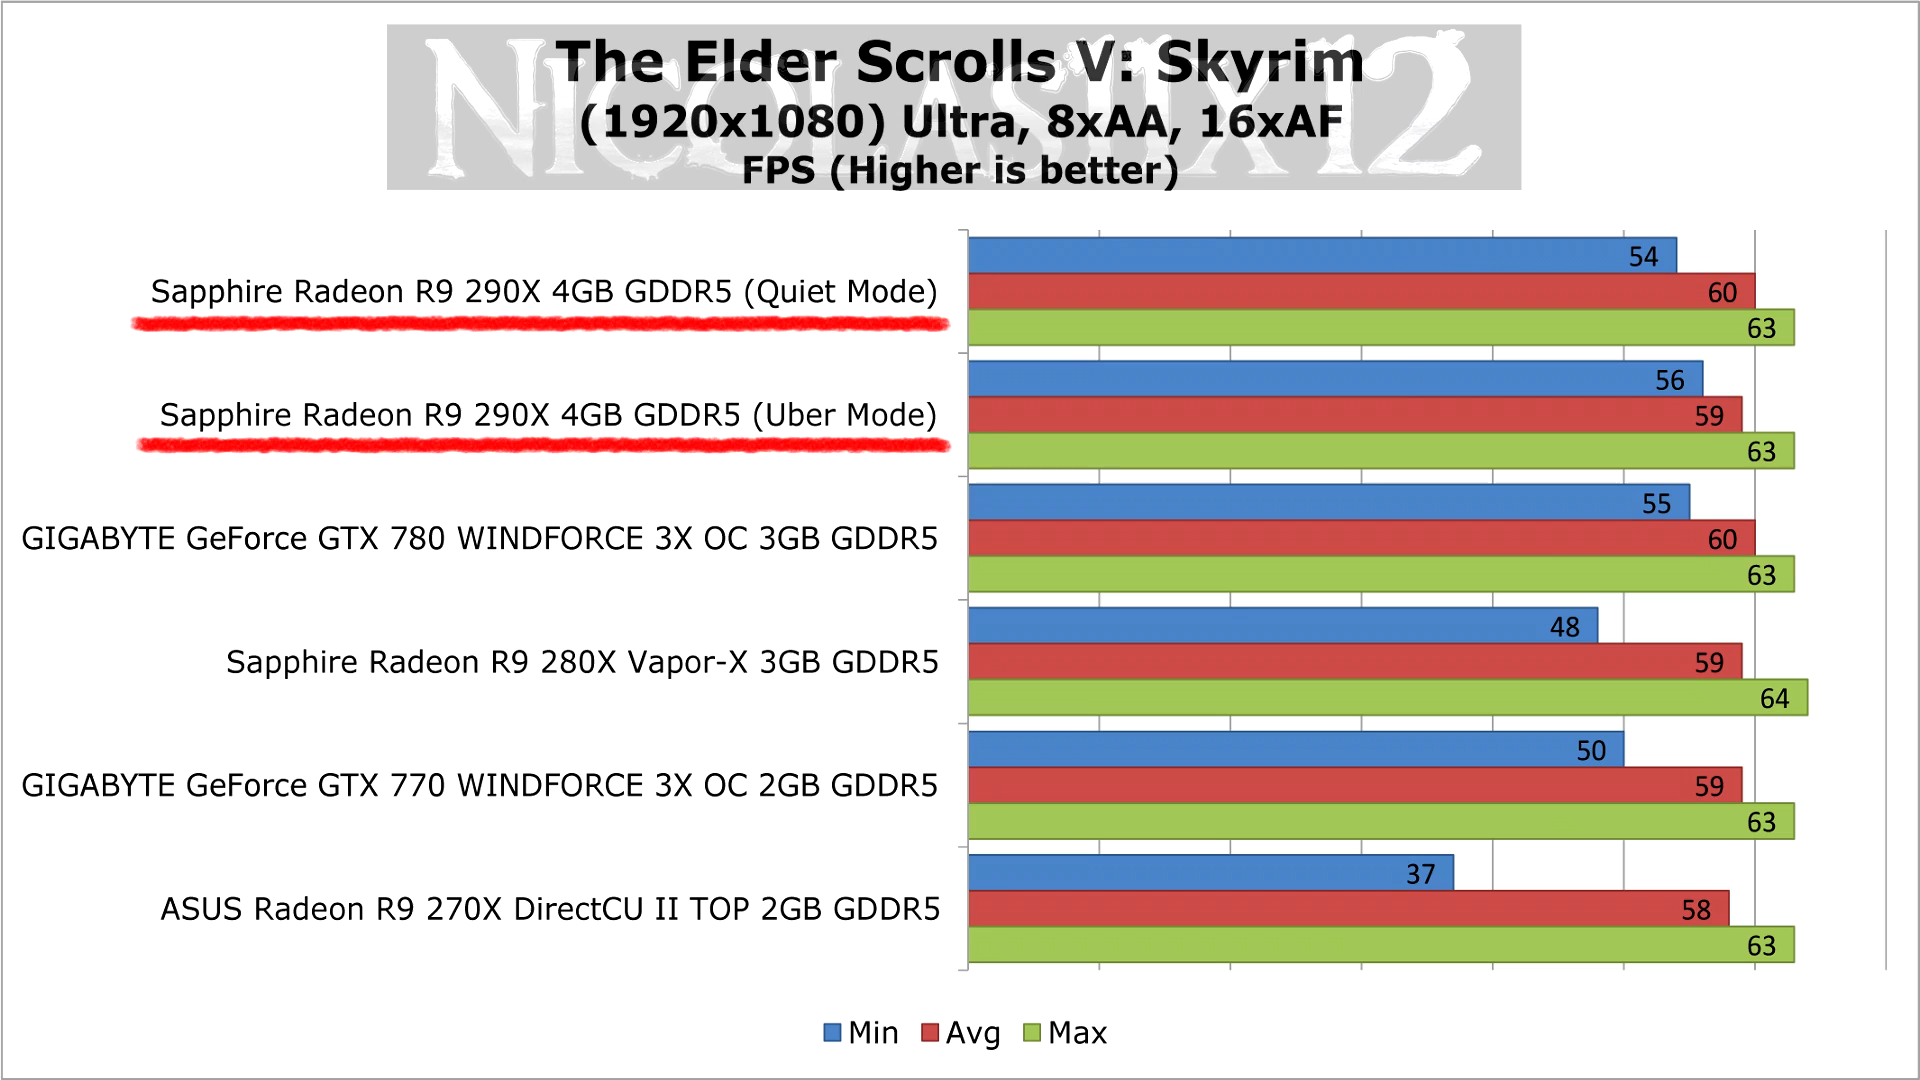 The Elder Scrolls V: Skyrim
(1920x1080) Ultra, 8xAA, 16xAF
FPS (Higher is better)
NICOLAS11X12
Sapphire Radeon R9 290X 4GB GDDR5 (Quiet Mode)
54
60
63
Sapphire Radeon R9 290X 4GB GDDR5 (Uber Mode)
56
59
63
GIGABYTE GeForce GTX 780 WINDFORCE 3X OC 3GB GDDR5
55
60
63
Sapphire Radeon R9 280X Vapor-X 3GB GDDR5
48
59
64
GIGABYTE GeForce GTX 770 WINDFORCE 3X OC 2GB GDDR5
50
59
63
ASUS Radeon R9 270X DirectCU II TOP 2GB GDDR5
37
58
63
Min Avg Max